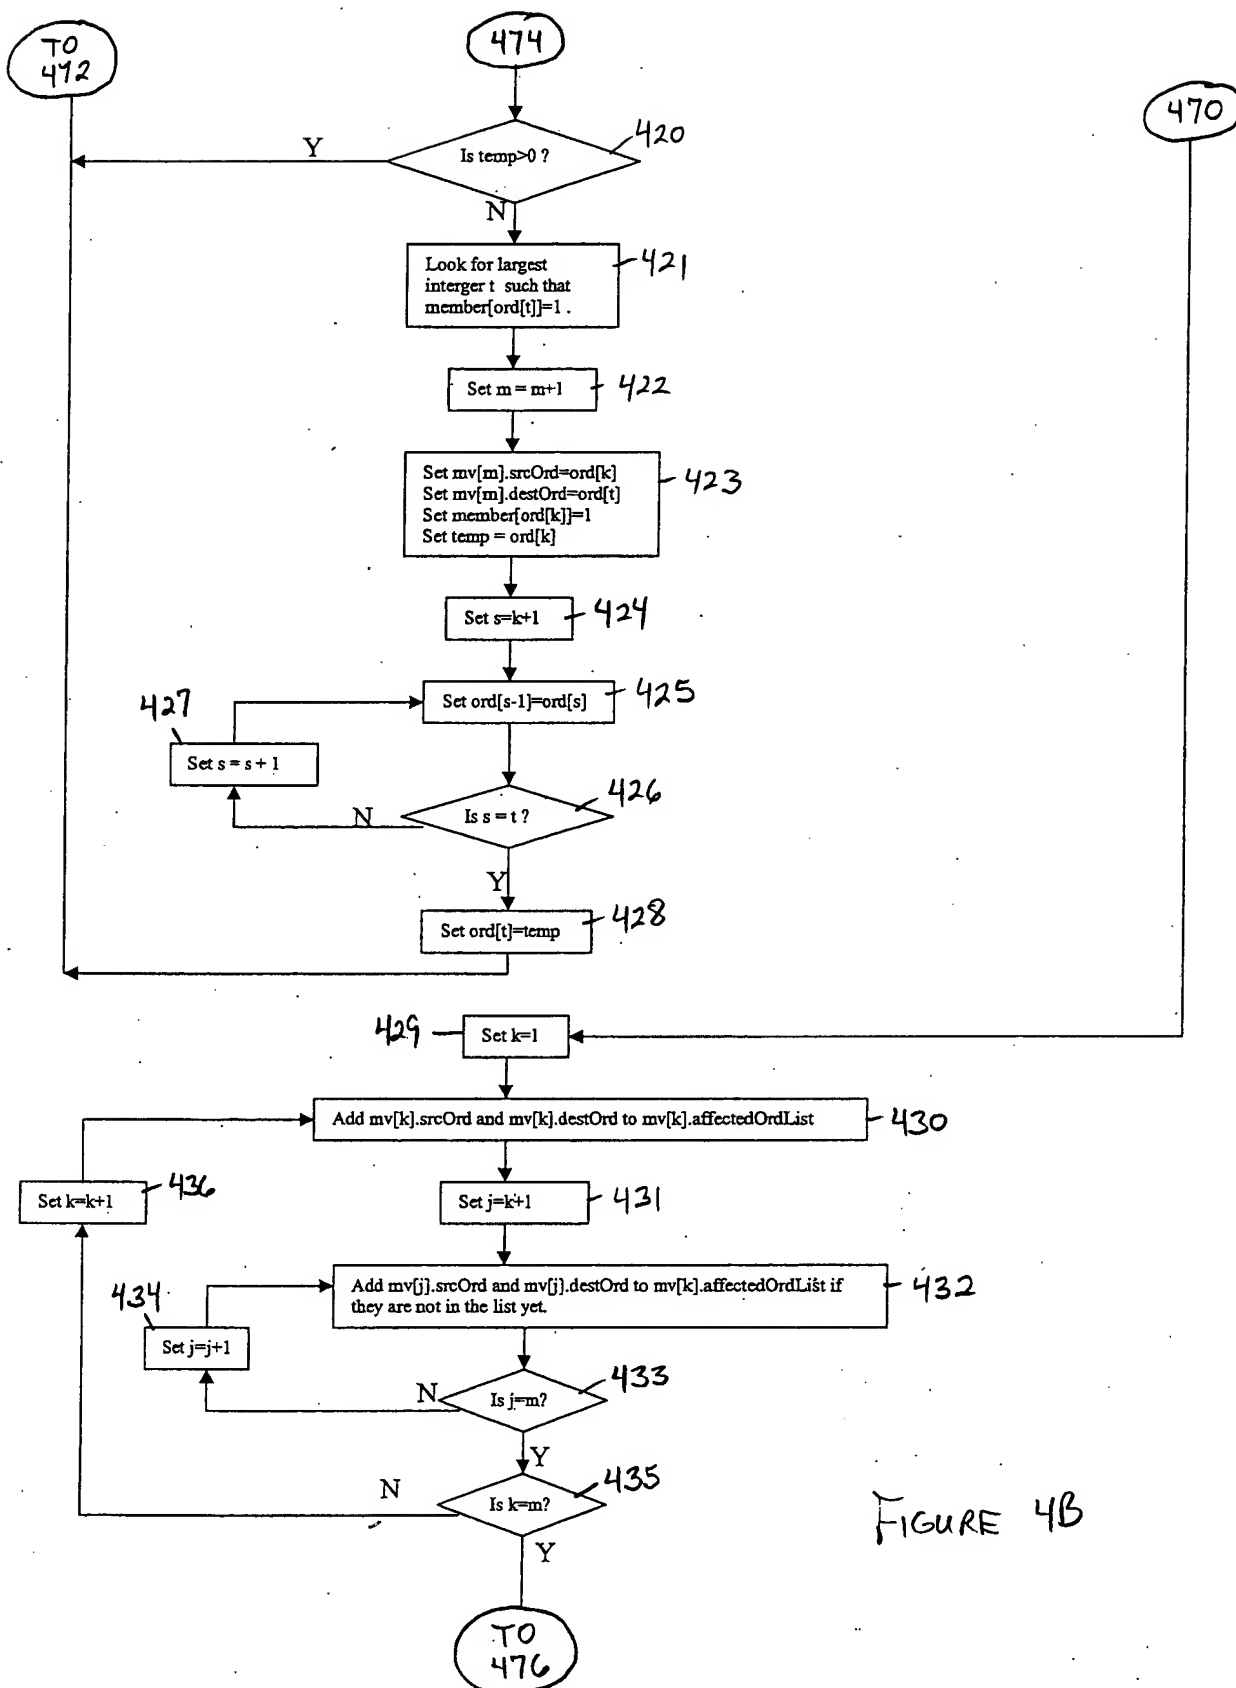 TO
472
474
470
Is temp>0 ?
420
Y
N
Look for largest
interger t such that
member[ord[t]]=1 .
421
Set m = m+1
422
Set mv[m].srcOrd=ord[k]
Set mv[m].destOrd=ord[t]
Set member[ord[k]]=1
Set temp = ord[k]
423
Set s=k+1
424
Set ord[s-1]=ord[s]
425
427
Set s = s + 1
Is s = t ?
426
N
Y
Set ord[t]=temp
428
429
Set k=1
Add mv[k].srcOrd and mv[k].destOrd to mv[k].affectedOrdList
430
Set k=k+1
436
Set j=k+1
431
Add mv[j].srcOrd and mv[j].destOrd to mv[k].affectedOrdList if
they are not in the list yet.
432
434
Set j=j+1
Is j=m?
433
N
Y
Is k=m?
435
N
Y
TO
476
FIGURE 4B